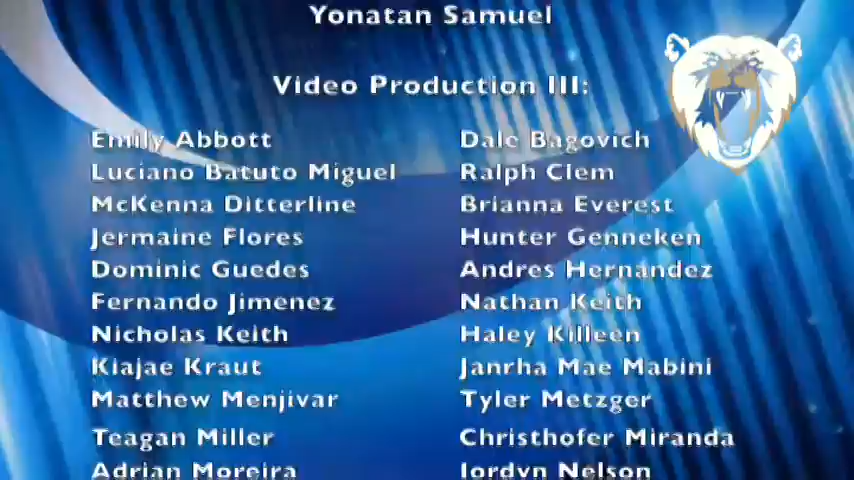 Yonatan Samuel
Video Production III:
Emily Abbott
Dale Bagovich
Luciano Batuto Miguel
Ralph Clem
McKenna Ditterline
Brianna Everest
Jermaine Flores
Hunter Genneken
Dominic Guedes
Andres Hernandez
Fernando Jimenez
Nathan Keith
Nicholas Keith
Haley Killeen
Kiajae Kraut
Janrha Mae Mabini
Matthew Menjivar
Tyler Metzger
Teagan Miller
Christhofer Miranda
Adrian Moreira
Jordyn Nelson